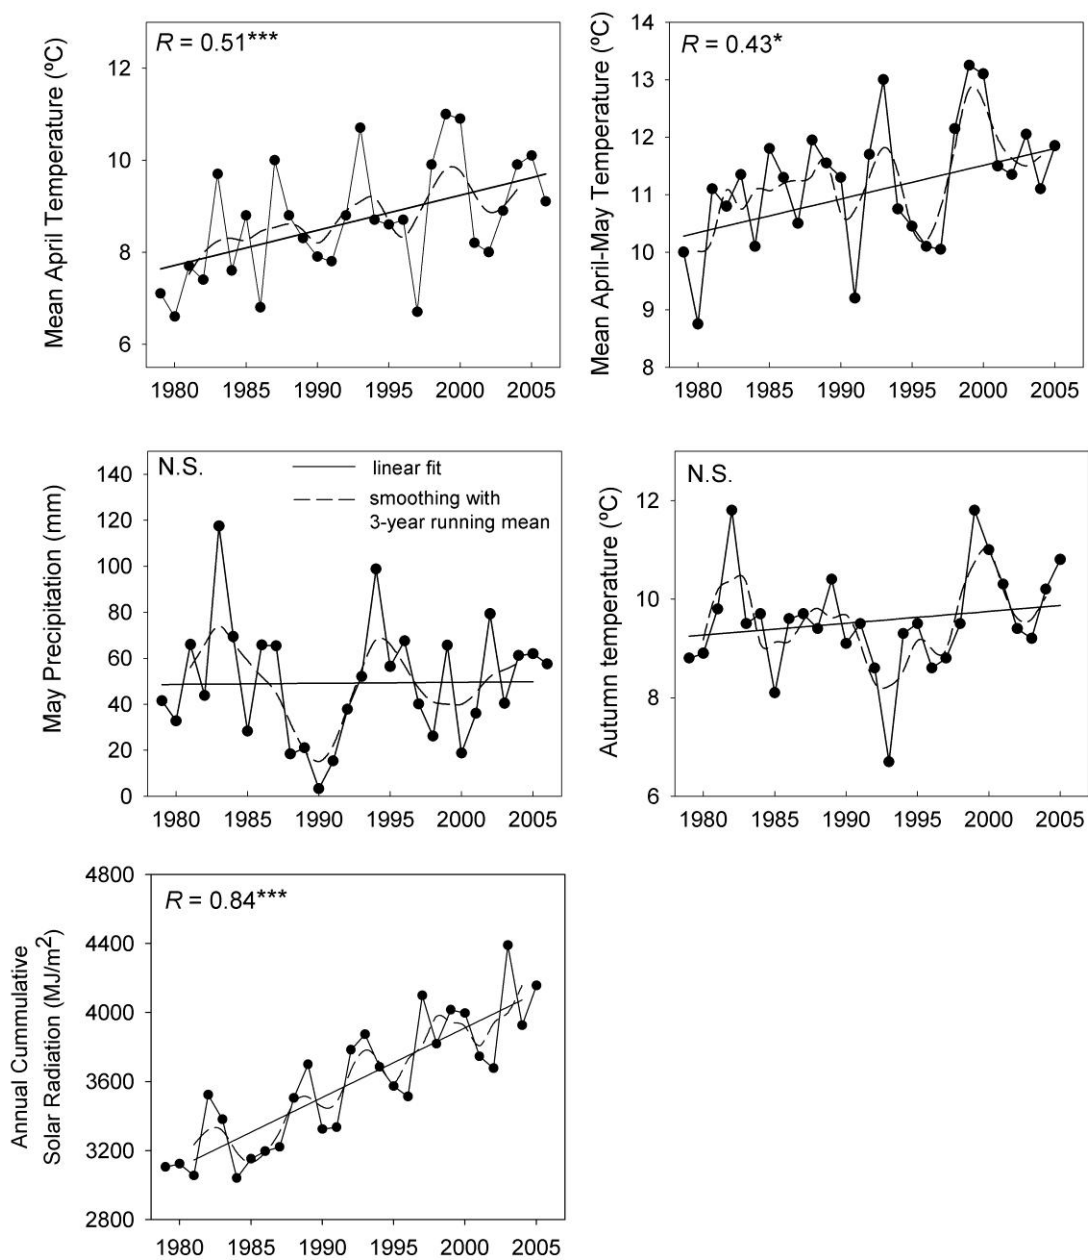 R = 0.51***
Mean April Temperature (ºC)
12
10
8
6
1980 1985 1990 1995 2000 2005
R = 0.43*
Mean April-May Temperature (ºC)
14
13
12
11
10
9
8
1980 1985 1990 1995 2000 2005
N.S.
linear fit
smoothing with
3-year running mean
May Precipitation (mm)
140
120
100
80
60
40
20
0
1980 1985 1990 1995 2000 2005
N.S.
Autumn temperature (ºC)
12
10
8
6
1980 1985 1990 1995 2000 2005
R = 0.84***
Annual Cummulative
Solar Radiation (MJ/m²)
4800
4400
4000
3600
3200
2800
1980 1985 1990 1995 2000 2005